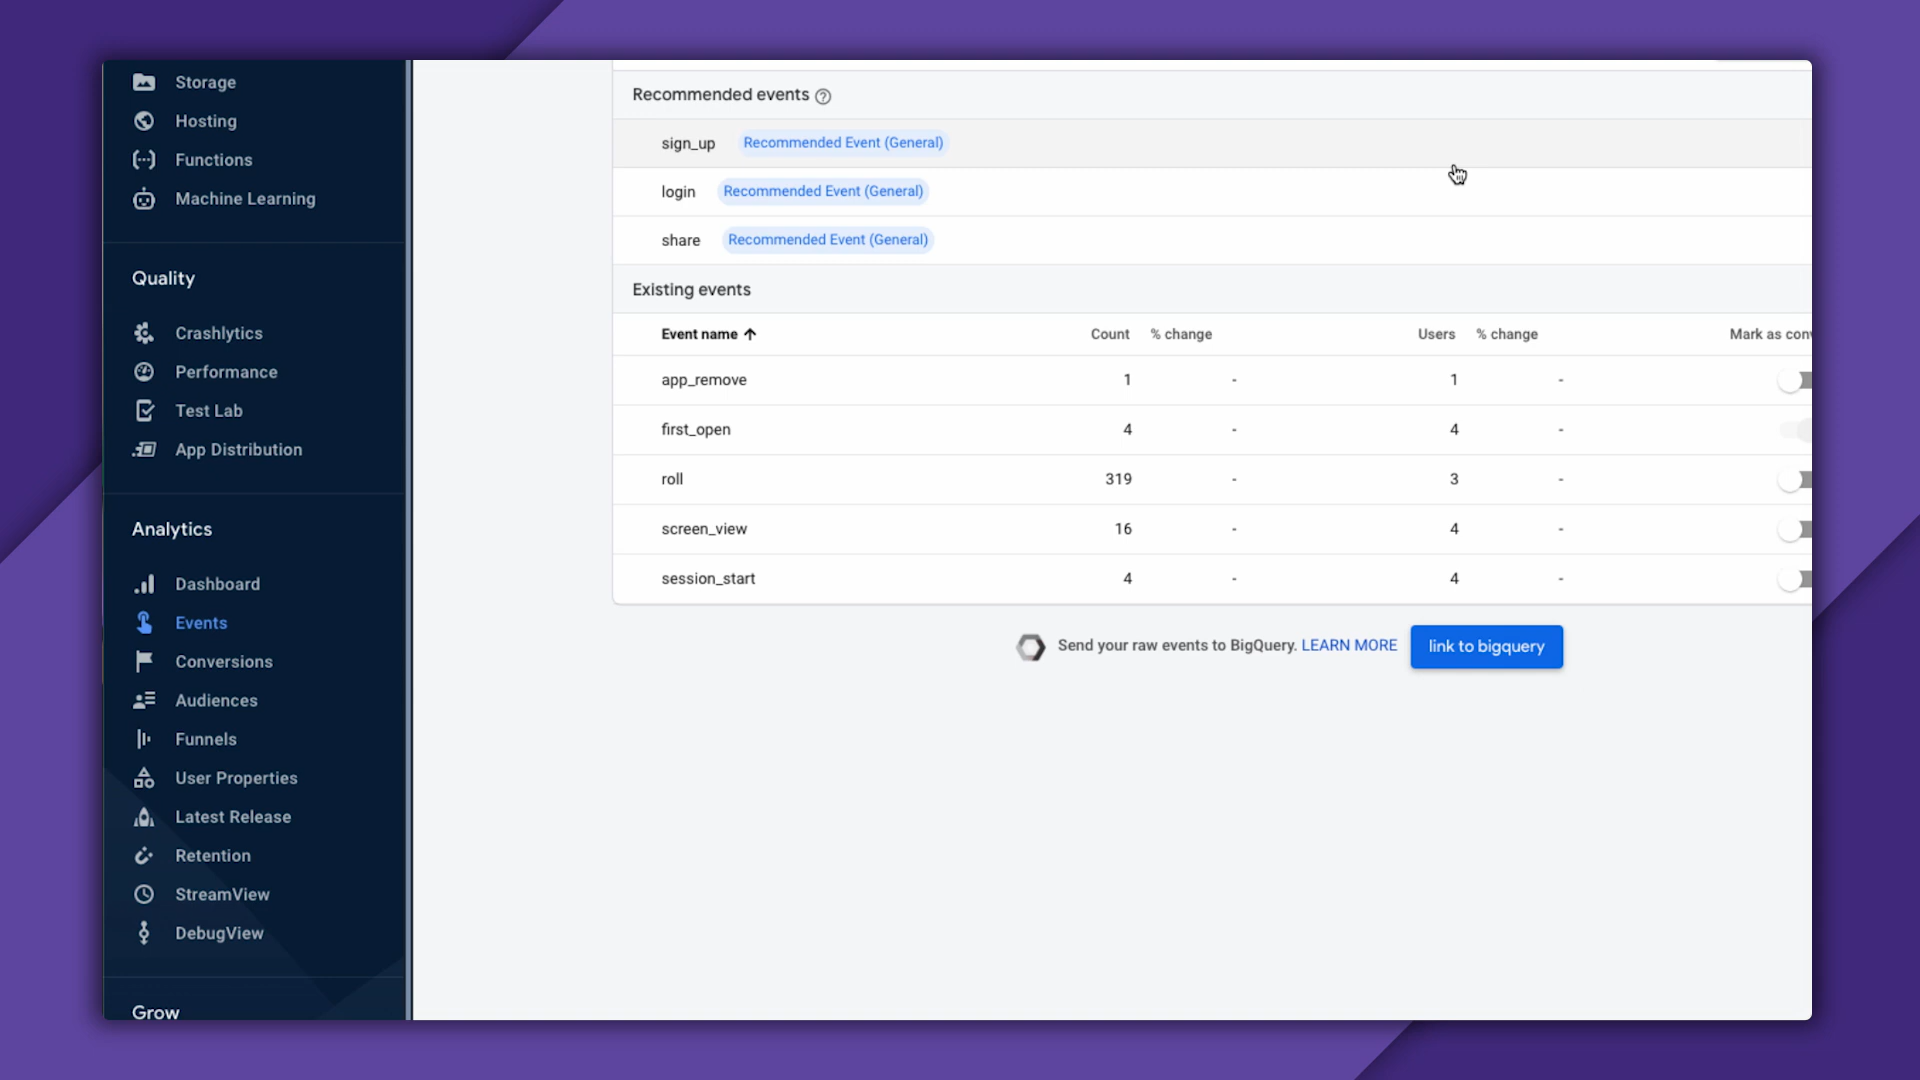 Storage
Hosting
Functions
Machine Learning
Quality
Crashlytics
Performance
Test Lab
App Distribution
Analytics
Dashboard
Events
Conversions
Audiences
Funnels
User Properties
Latest Release
Retention
StreamView
DebugView
Grow
Recommended events
sign_up Recommended Event (General)
login Recommended Event (General)
share Recommended Event (General)
Existing events
Event name Count % change Users % change Mark as con
app_remove 1 - 1 -
first_open 4 - 4 -
roll 319 - 3 -
screen_view 16 - 4 -
session_start 4 - 4 -
Send your raw events to BigQuery. LEARN MORE link to bigquery